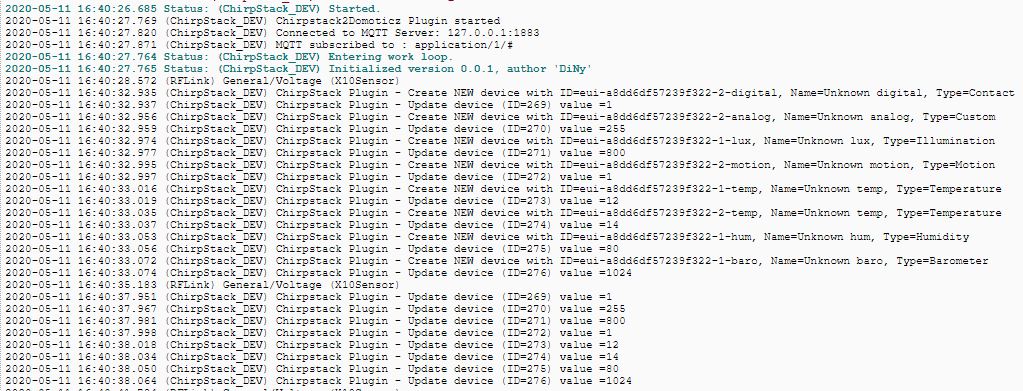 2020-05-11 16:40:26.685 Status: (ChirpStack_DEV) Started.
2020-05-11 16:40:27.769 (ChirpStack_DEV) Chirpstack2Domoticz Plugin started
2020-05-11 16:40:27.820 (ChirpStack_DEV) Connected to MQTT Server: 127.0.0.1:1883
2020-05-11 16:40:27.871 (ChirpStack_DEV) MQTT subscribed to : application/1/#
2020-05-11 16:40:27.764 Status: (ChirpStack_DEV) Entering work loop.
2020-05-11 16:40:27.765 Status: (ChirpStack_DEV) Initialized version 0.0.1, author 'DiNy'
2020-05-11 16:40:28.572 (RFLink) General/Voltage (X10Sensor)
2020-05-11 16:40:32.935 (ChirpStack_DEV) ChirpStack Plugin - Create NEW device with ID=eui-a8dd6df57239f322-2-digital, Name=Unknown digital, Type=Contact
2020-05-11 16:40:32.937 (ChirpStack_DEV) Chirpstack Plugin - Update device (ID=269) value =1
2020-05-11 16:40:32.956 (ChirpStack_DEV) ChirpStack Plugin - Create NEW device with ID=eui-a8dd6df57239f322-2-analog, Name=Unknown analog, Type=Custom
2020-05-11 16:40:32.959 (ChirpStack_DEV) Chirpstack Plugin - Update device (ID=270) value =255
2020-05-11 16:40:32.974 (ChirpStack_DEV) ChirpStack Plugin - Create NEW device with ID=eui-a8dd6df57239f322-1-lux, Name=Unknown lux, Type=Illumination
2020-05-11 16:40:32.977 (ChirpStack_DEV) Chirpstack Plugin - Update device (ID=271) value =800
2020-05-11 16:40:32.995 (ChirpStack_DEV) ChirpStack Plugin - Create NEW device with ID=eui-a8dd6df57239f322-2-motion, Name=Unknown motion, Type=Motion
2020-05-11 16:40:32.997 (ChirpStack_DEV) Chirpstack Plugin - Update device (ID=272) value =1
2020-05-11 16:40:33.016 (ChirpStack_DEV) ChirpStack Plugin - Create NEW device with ID=eui-a8dd6df57239f322-1-temp, Name=Unknown temp, Type=Temperature
2020-05-11 16:40:33.019 (ChirpStack_DEV) Chirpstack Plugin - Update device (ID=273) value =12
2020-05-11 16:40:33.035 (ChirpStack_DEV) ChirpStack Plugin - Create NEW device with ID=eui-a8dd6df57239f322-2-temp, Name=Unknown temp, Type=Temperature
2020-05-11 16:40:33.037 (ChirpStack_DEV) Chirpstack Plugin - Update device (ID=274) value =14
2020-05-11 16:40:33.053 (ChirpStack_DEV) ChirpStack Plugin - Create NEW device with ID=eui-a8dd6df57239f322-1-hum, Name=Unknown hum, Type=Humidity
2020-05-11 16:40:33.056 (ChirpStack_DEV) Chirpstack Plugin - Update device (ID=275) value =80
2020-05-11 16:40:33.072 (ChirpStack_DEV) ChirpStack Plugin - Create NEW device with ID=eui-a8dd6df57239f322-1-baro, Name=Unknown baro, Type=Barometer
2020-05-11 16:40:33.074 (ChirpStack_DEV) Chirpstack Plugin - Update device (ID=276) value =1024
2020-05-11 16:40:35.183 (RFLink) General/Voltage (X10Sensor)
2020-05-11 16:40:37.951 (ChirpStack_DEV) Chirpstack Plugin - Update device (ID=269) value =1
2020-05-11 16:40:37.967 (ChirpStack_DEV) Chirpstack Plugin - Update device (ID=270) value =255
2020-05-11 16:40:37.981 (ChirpStack_DEV) Chirpstack Plugin - Update device (ID=271) value =800
2020-05-11 16:40:37.998 (ChirpStack_DEV) Chirpstack Plugin - Update device (ID=272) value =1
2020-05-11 16:40:38.018 (ChirpStack_DEV) Chirpstack Plugin - Update device (ID=273) value =12
2020-05-11 16:40:38.034 (ChirpStack_DEV) Chirpstack Plugin - Update device (ID=274) value =14
2020-05-11 16:40:38.050 (ChirpStack_DEV) Chirpstack Plugin - Update device (ID=275) value =80
2020-05-11 16:40:38.064 (ChirpStack_DEV) Chirpstack Plugin - Update device (ID=276) value =1024